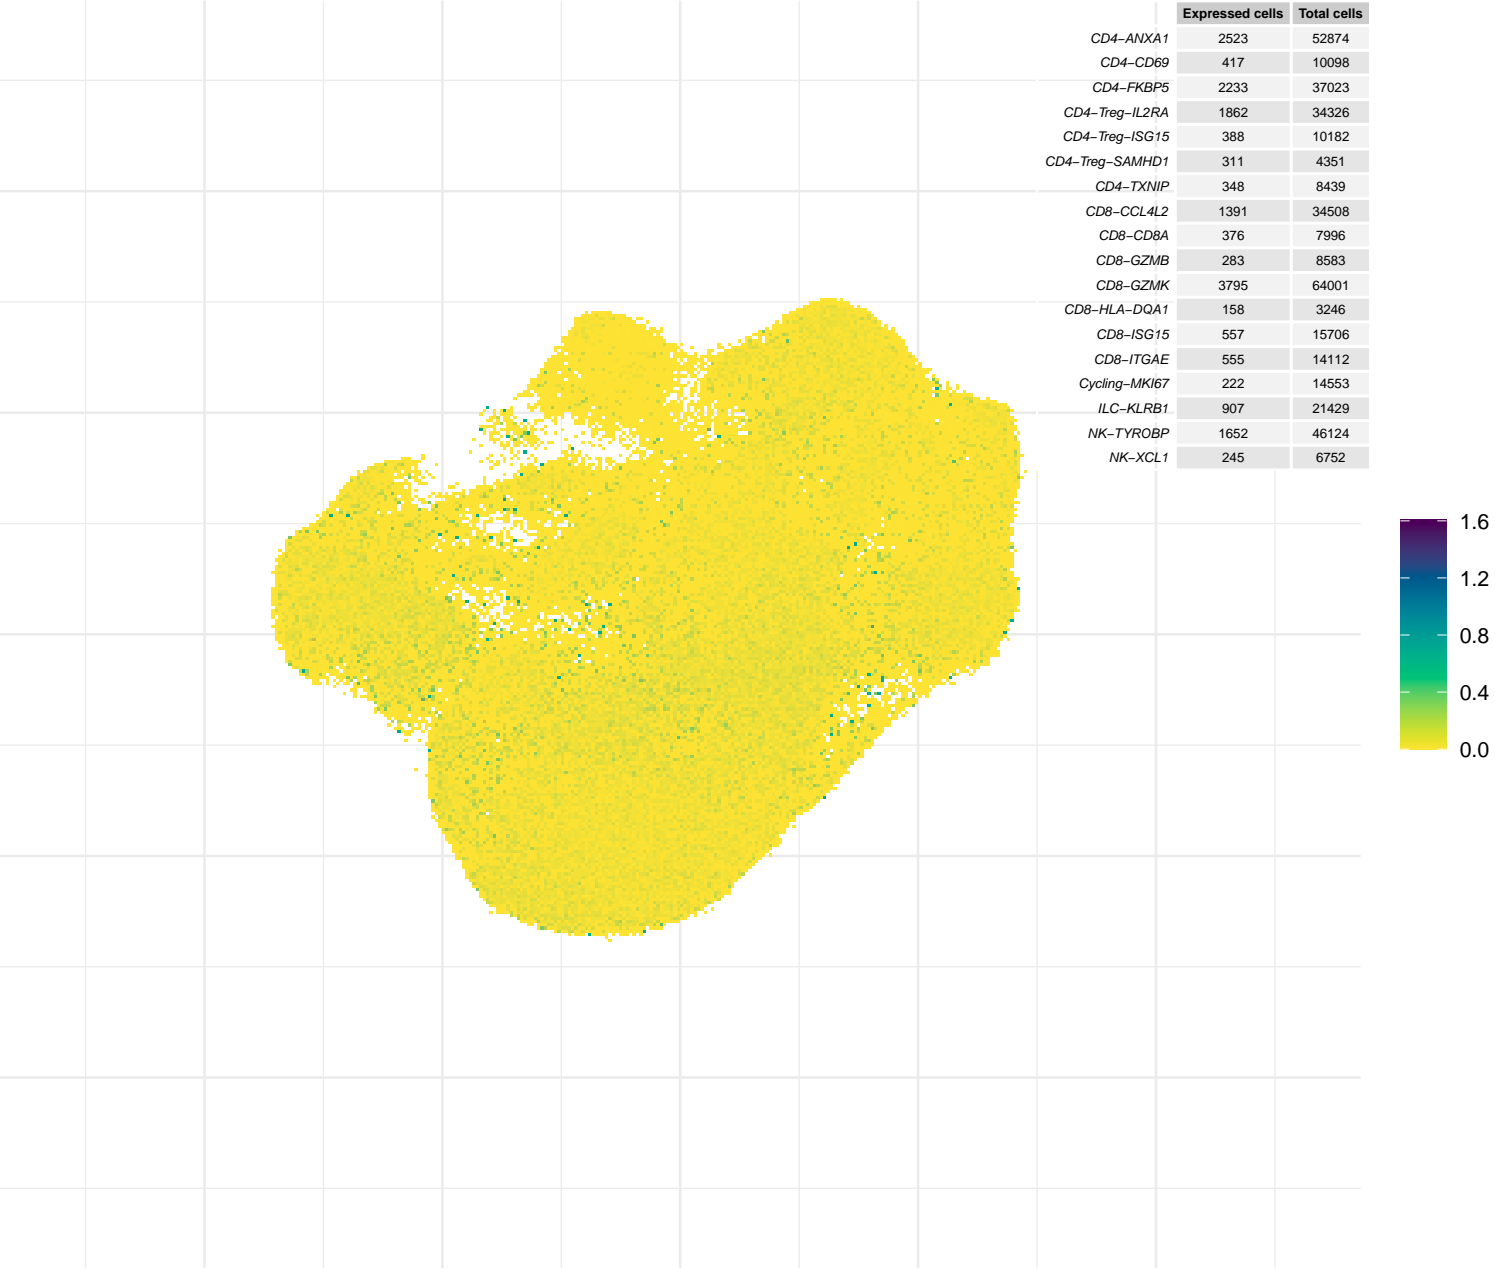 Expressed cells Total cells
CD4−ANXA1 2523 52874
CD4−CD69 417 10098
CD4−FKBP5 2233 37023
CD4−Treg−IL2RA 1862 34326
CD4−Treg−ISG15 388 10182
CD4−Treg−SAMHD1 311 4351
CD4−TXNIP 348 8439
CD8−CCL4L2 1391 34508
CD8−CD8A 376 7996
CD8−GZMB 283 8583
CD8−GZMK 3795 64001
CD8−HLA−DQA1 158 3246
CD8−ISG15 557 15706
CD8−ITGAE 555 14112
Cycling−MKI67 222 14553
ILC−KLRB1 907 21429
NK−TYROBP 1652 46124
NK−XCL1 245 6752
1.6
1.2
0.8
0.4
0.0